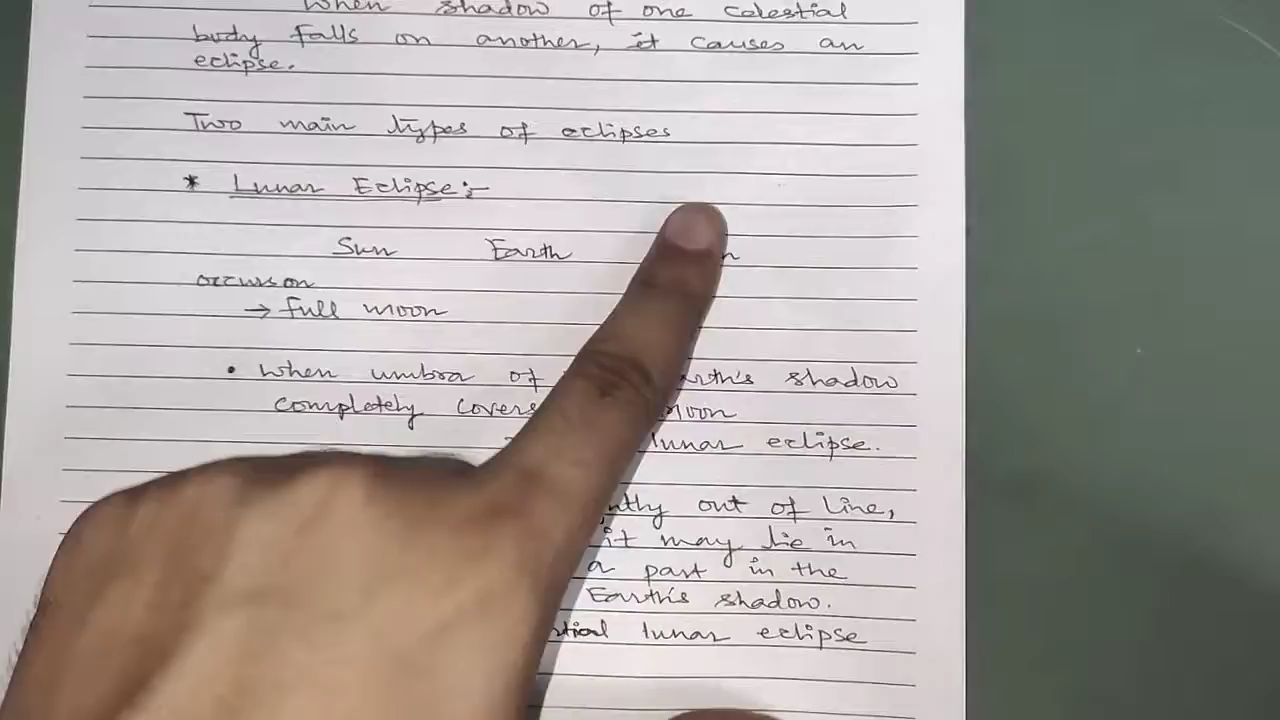 When shadow of one celestial
body falls on another, it causes an
eclipse.
Two main types of eclipses
* Lunar Eclipse:-
Sun Earth
occurs on
→ full moon
• When umbra of shadow
completely covers
lunar eclipse.
out of line,
it may lie in
a part in the
Earth's shadow.
lunar eclipse